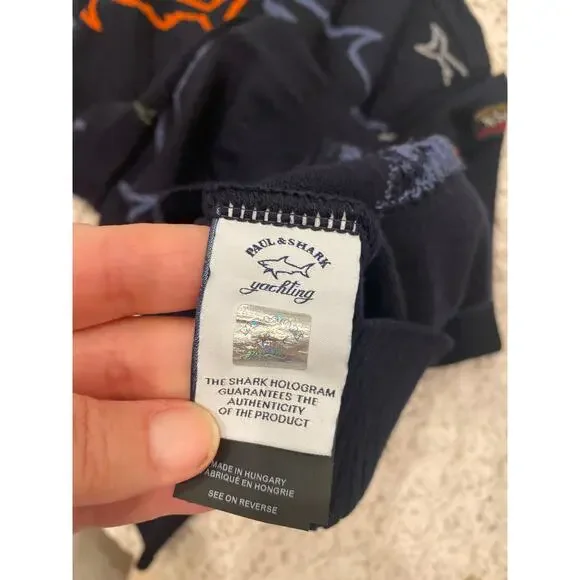 PAUL & SHARK
yachting
THE SHARK HOLOGRAM
GUARANTEES THE
AUTHENTICITY
OF THE PRODUCT
MADE IN HUNGARY
FABRIQUÉ EN HONGRIE
SEE ON REVERSE